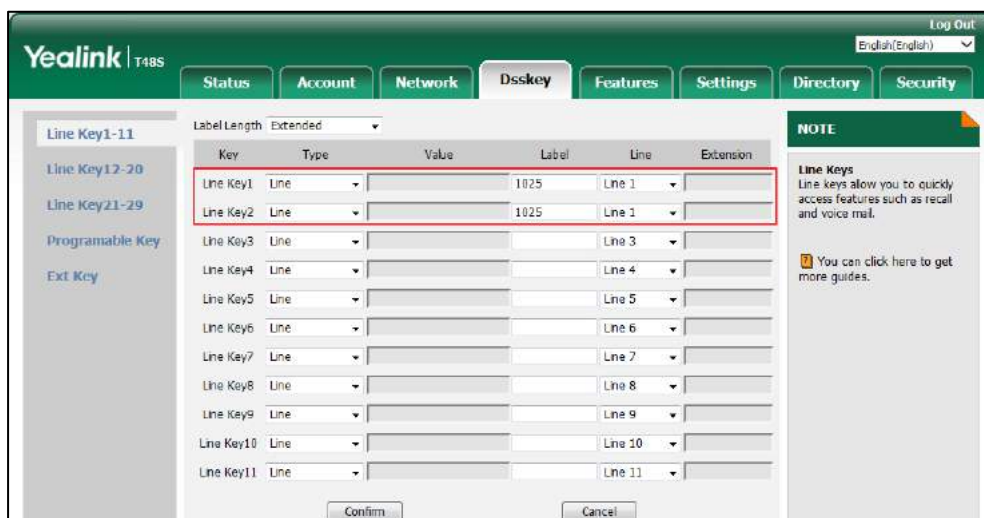 Log Out
Yealink T48S
English(English)
Status Account Network Dsskey Features Settings Directory Security
Line Key1-11
Line Key12-20
Line Key21-29
Programable Key
Ext Key
Label Length Extended
Key Type Value Label Line Extension
Line Key1 Line 1025 Line 1
Line Key2 Line 1025 Line 1
Line Key3 Line Line 3
Line Key4 Line Line 4
Line Key5 Line Line 5
Line Key6 Line Line 6
Line Key7 Line Line 7
Line Key8 Line Line 8
Line Key9 Line Line 9
Line Key10 Line Line 10
Line Key11 Line Line 11
Confirm Cancel
NOTE
Line Keys
Line keys allow you to quickly
access features such as recall
and voice mail.
? You can click here to get
more guides.